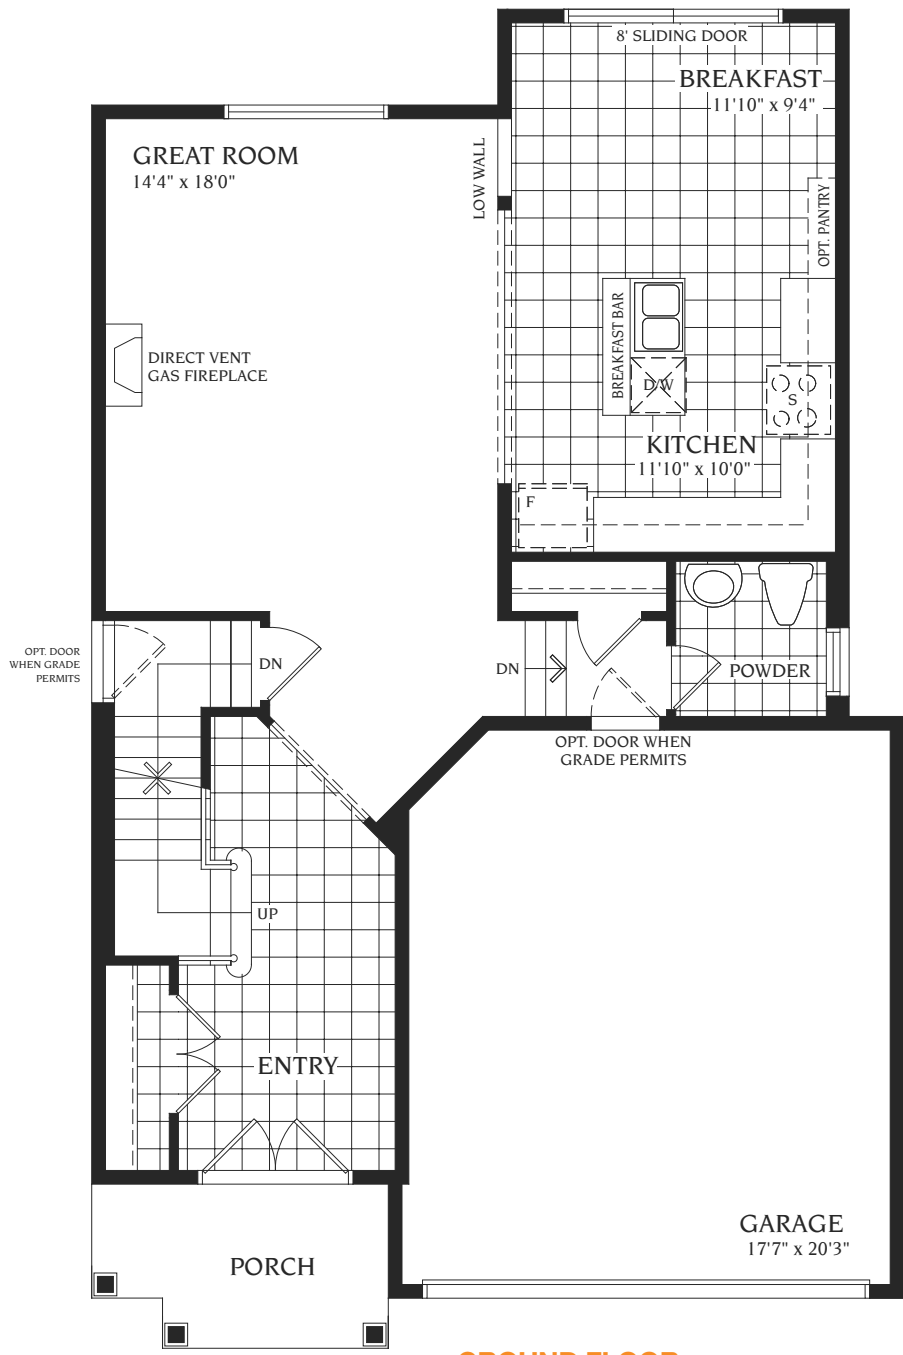 8' SLIDING DOOR
BREAKFAST
11'10" x 9'4"
GREAT ROOM
14'4" x 18'0"
LOW WALL
OPT. PANTRY
BREAKFAST BAR
D/W
S
DIRECT VENT
GAS FIREPLACE
KITCHEN
11'10" x 10'0"
F
OPT. DOOR
WHEN GRADE
PERMITS
DN
DN
POWDER
OPT. DOOR WHEN
GRADE PERMITS
UP
ENTRY
GARAGE
17'7" x 20'3"
PORCH
GROUND FLOOR